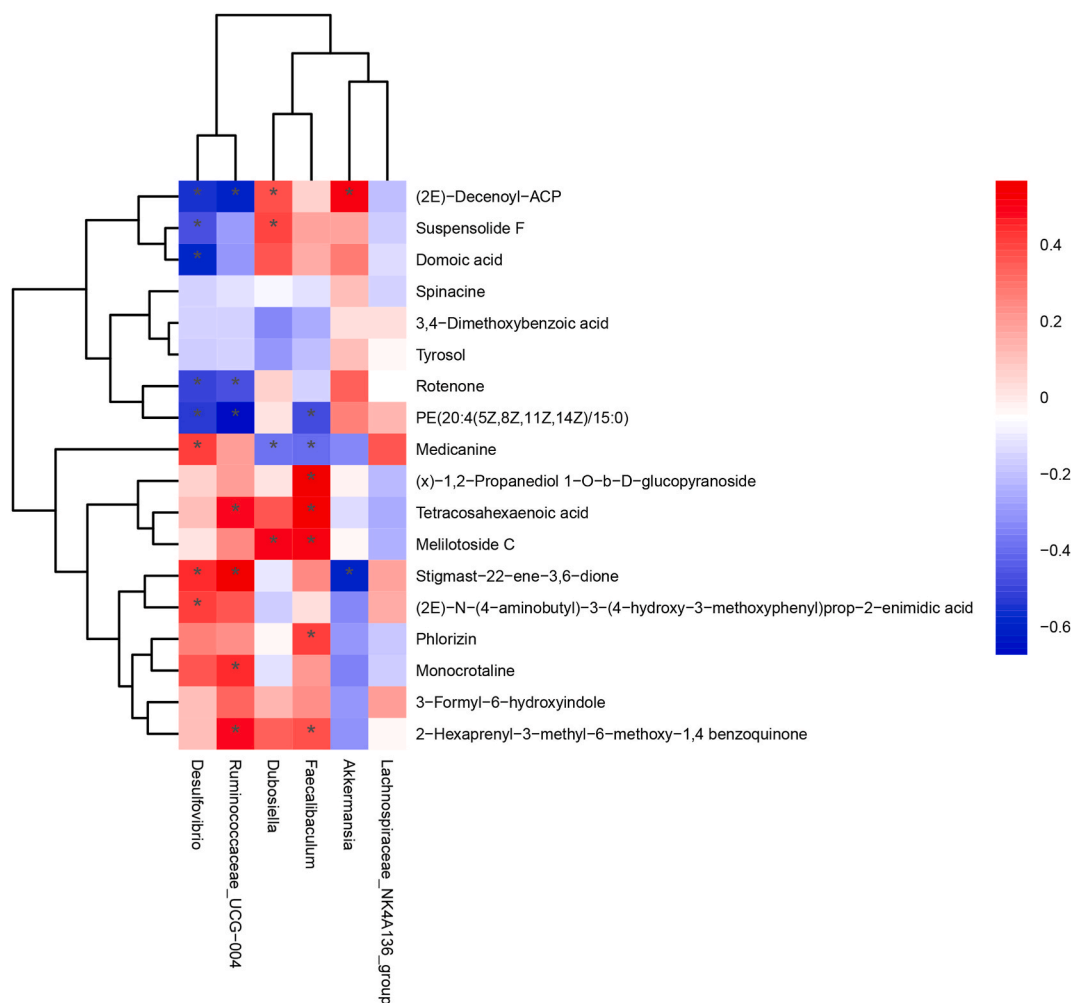 * * * * (2E)−Decenoyl−ACP
* * Suspensolide F
* Domoic acid
Spinacine
3,4−Dimethoxybenzoic acid
Tyrosol
* * Rotenone
* * * PE(20:4(5Z,8Z,11Z,14Z)/15:0)
* * * Medicanine
* (x)−1,2−Propanediol 1−O−b−D−glucopyranoside
* * Tetracosahexaenoic acid
* * Melilotoside C
* * * Stigmast−22−ene−3,6−dione
* (2E)−N−(4−aminobutyl)−3−(4−hydroxy−3−methoxyphenyl)prop−2−enimidic acid
* Phlorizin
* Monocrotaline
3−Formyl−6−hydroxyindole
* * 2−Hexaprenyl−3−methyl−6−methoxy−1,4 benzoquinone
Desulfovibrio
Ruminococcaceae_UCG−004
Dubosiella
Faecalibaculum
Akkermansia
Lachnospiraceae_NK4A136_group
0.4
0.2
0
−0.2
−0.4
−0.6